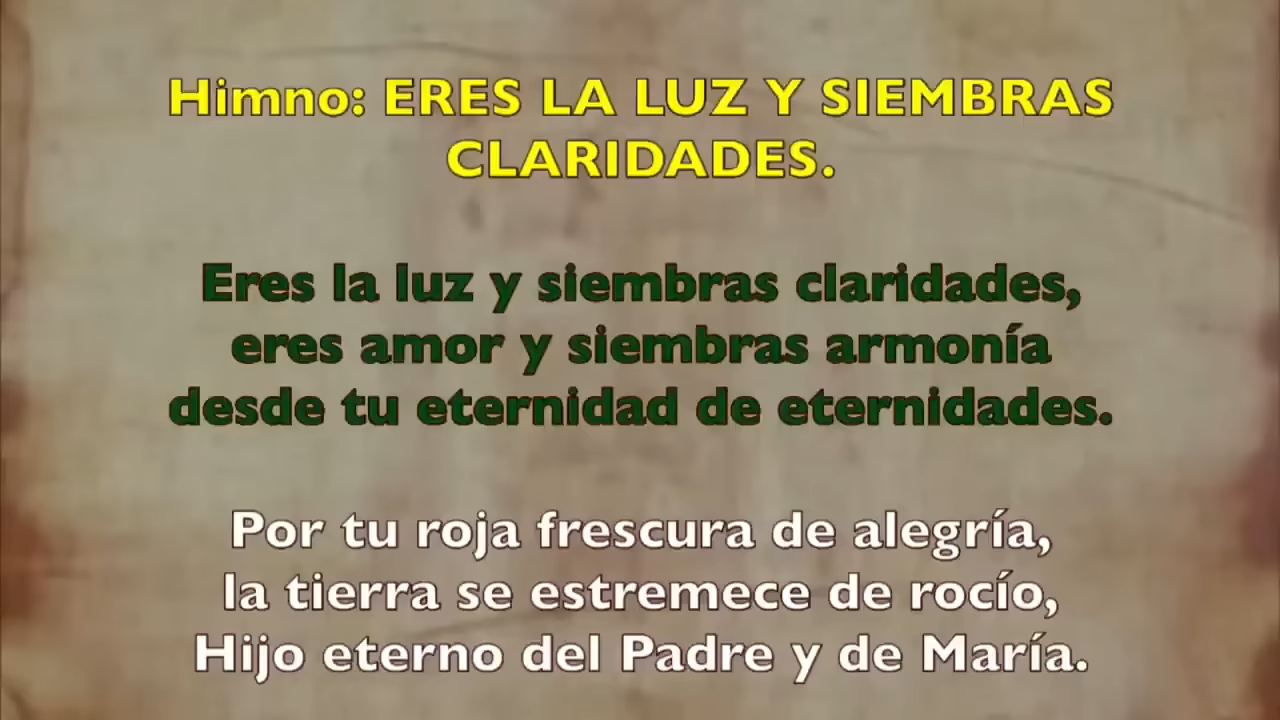 Himno: ERES LA LUZ Y SIEMBRAS
CLARIDADES.
Eres la luz y siembras claridades,
eres amor y siembras armonía
desde tu eternidad de eternidades.
Por tu roja frescura de alegría,
la tierra se estremece de rocío,
Hijo eterno del Padre y de María.